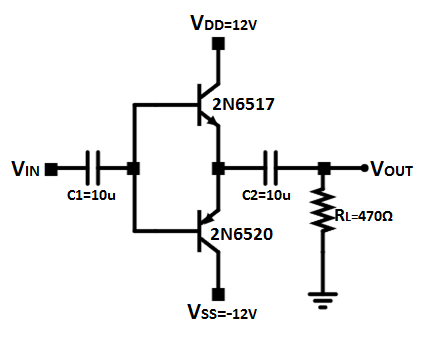 VDD=12V
2N6517
VIN
C1=10u
C2=10u
VOUT
RL=470Ω
2N6520
VSS=-12V